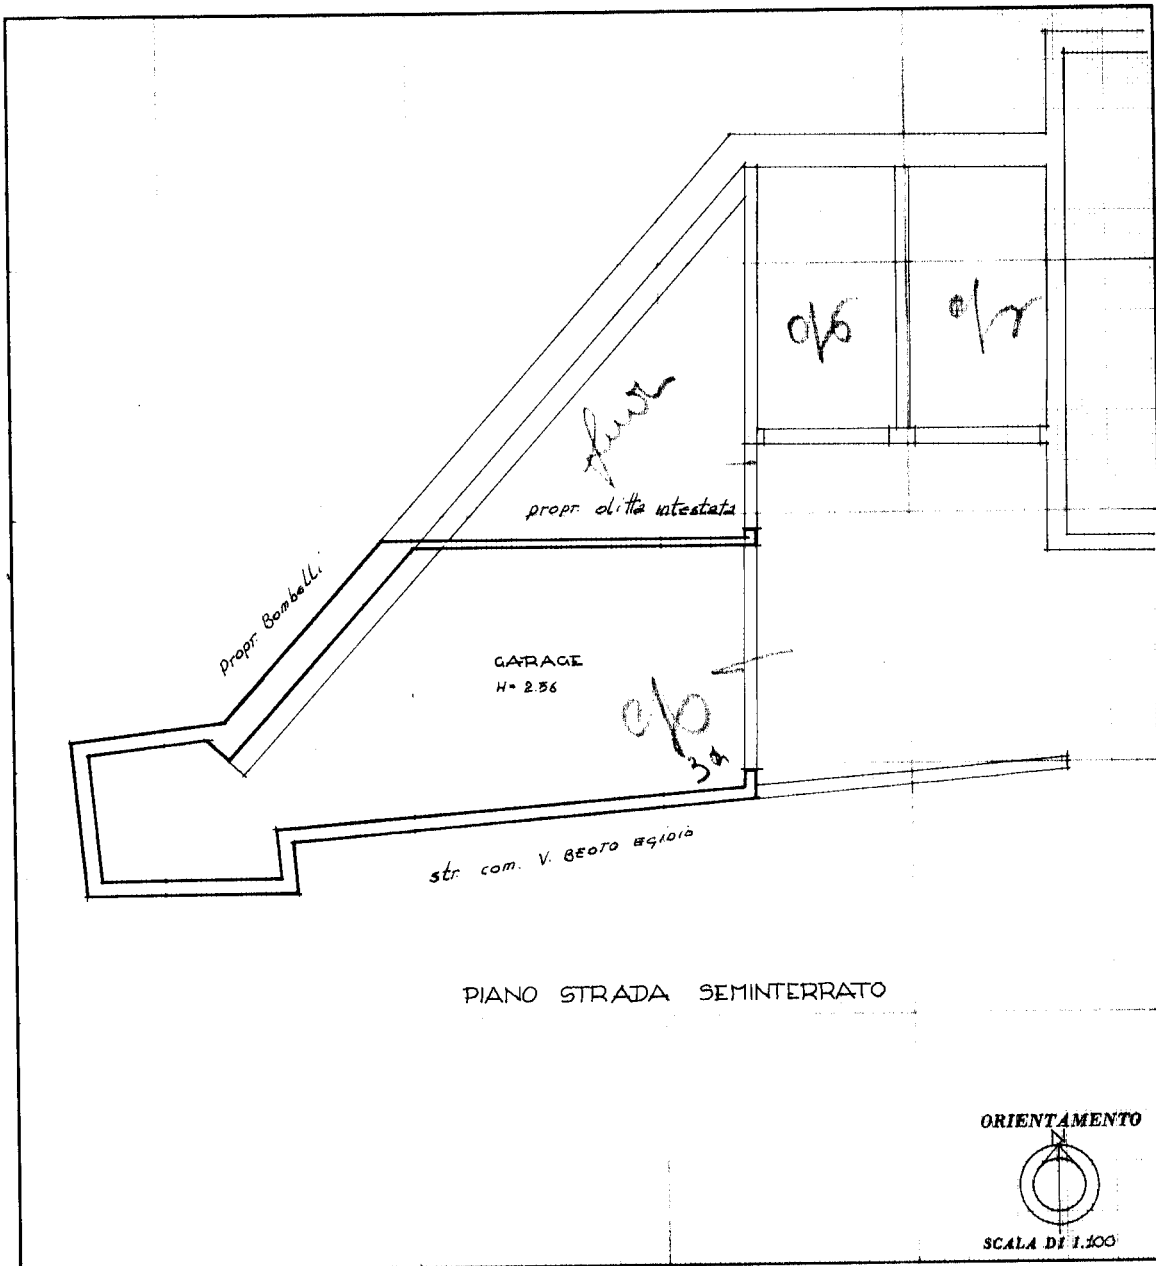 propr. ditta intestata
propr. Bombelli
GARAGE
H= 2.56
str. com. V. BEATO EGIDIO
PIANO STRADA SEMINTERRATO
ORIENTAMENTO
N
SCALA DI 1:100